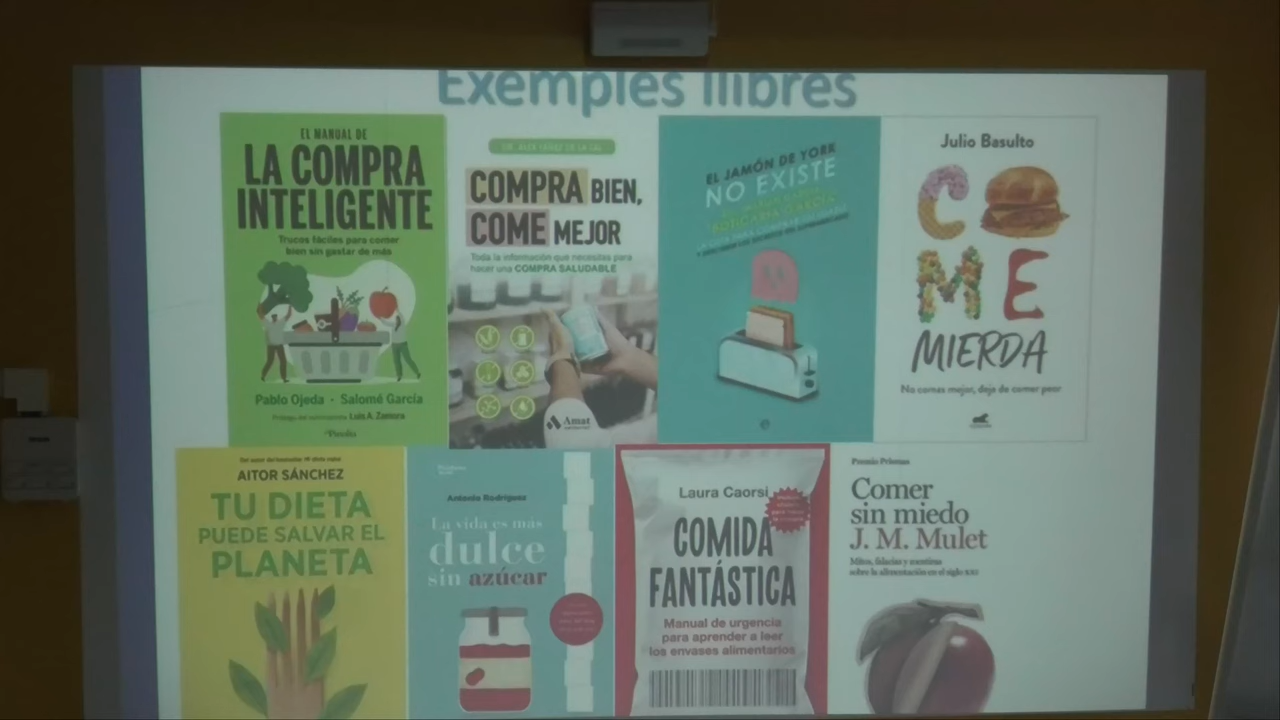 Exemples llibres
EL MANUAL DE
LA COMPRA
INTELIGENTE
Trucos fáciles para comer
bien sin gastar de más
Pablo Ojeda · Salomé García
Luis A. Zamora
COMPRA BIEN,
COME MEJOR
Toda la información que necesitas para
hacer una COMPRA SALUDABLE
Amat
EL JAMÓN DE YORK
NO EXISTE
Julio Basulto
COME
MIERDA
No comas mejor, deja de comer peor
AITOR SÁNCHEZ
TU DIETA
PUEDE SALVAR EL
PLANETA
Antonio Rodríguez
La vida es más
dulce
sin azúcar
Laura Caorsi
COMIDA
FANTÁSTICA
Manual de urgencia
para aprender a leer
los envases alimentarios
Premio Prismas
Comer
sin miedo
J. M. Mulet
Mitos, falacias y mentiras
sobre la alimentación en el siglo XXI